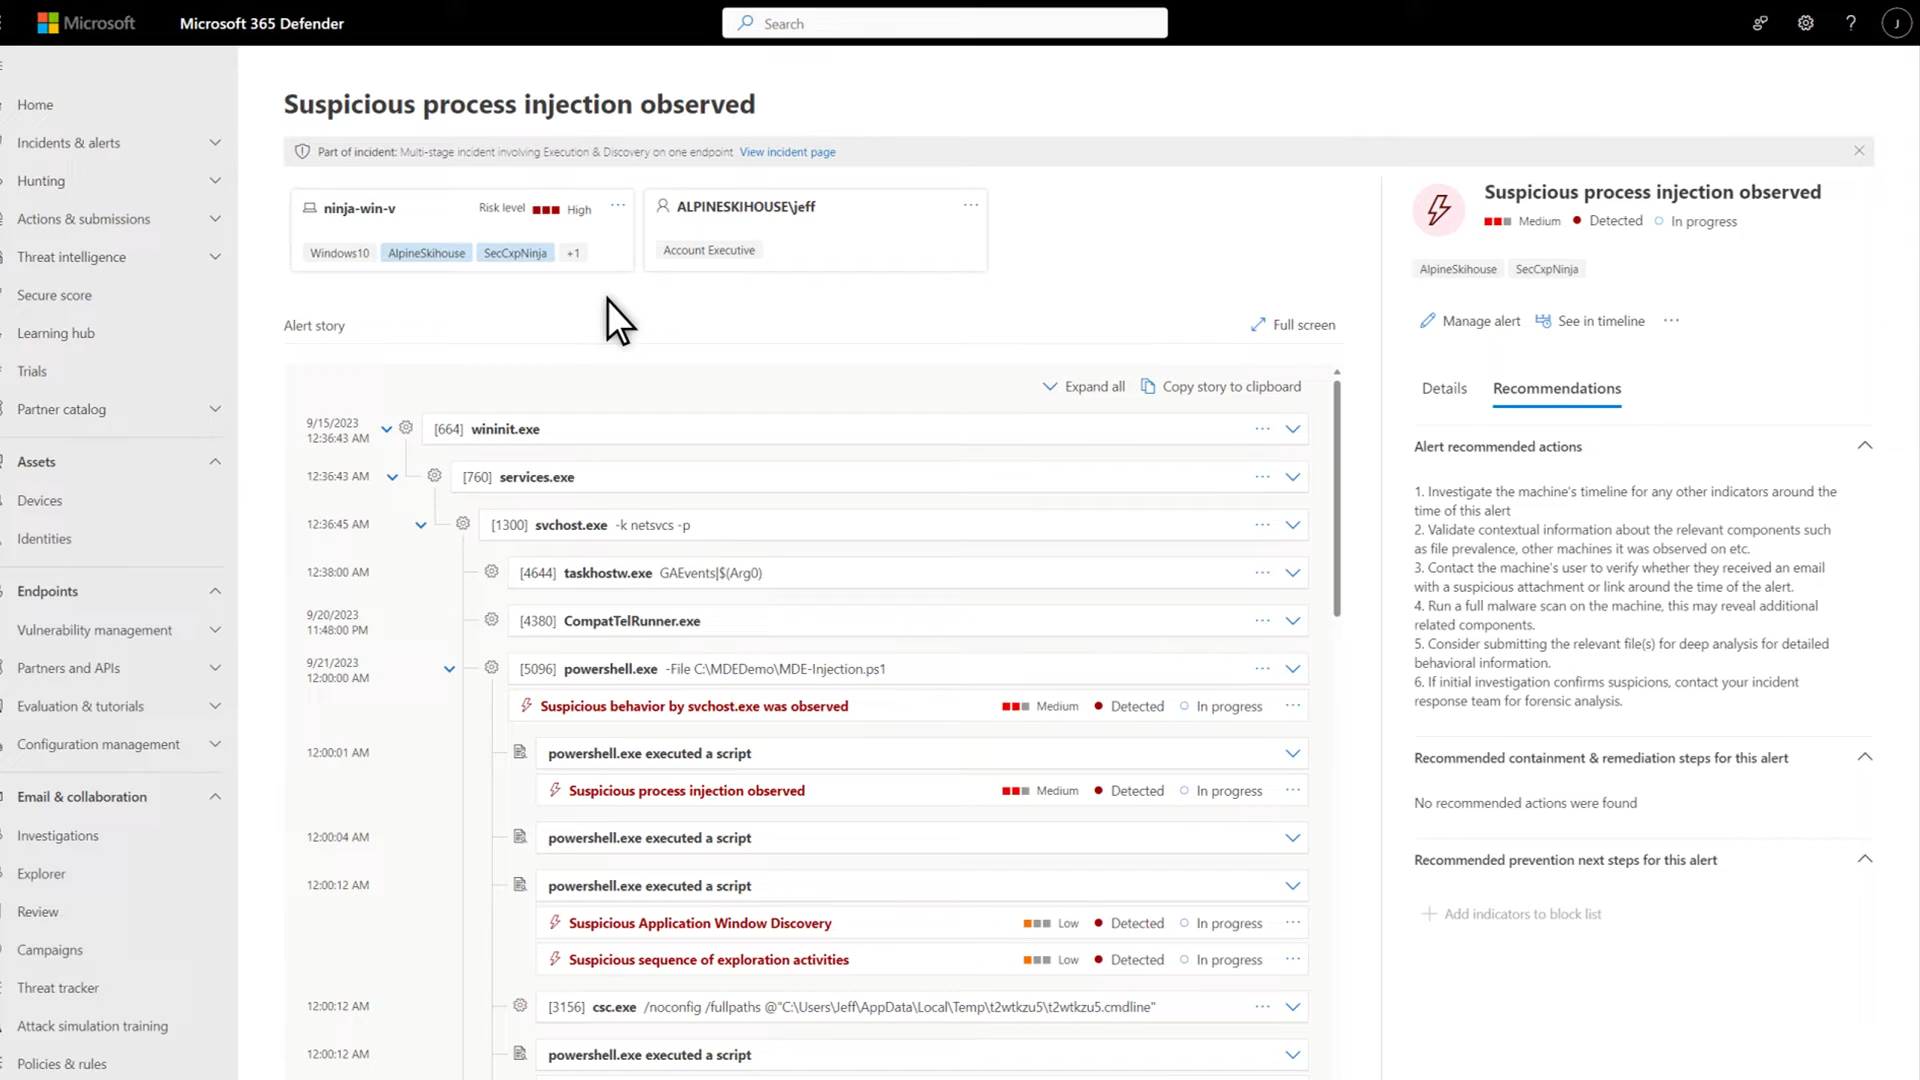 Microsoft
Microsoft 365 Defender
Search
?
J
Home
Incidents & alerts
Hunting
Actions & submissions
Threat intelligence
Secure score
Learning hub
Trials
Partner catalog
Assets
Devices
Identities
Endpoints
Vulnerability management
Partners and APIs
Evaluation & tutorials
Configuration management
Email & collaboration
Investigations
Explorer
Review
Campaigns
Threat tracker
Attack simulation training
Policies & rules
Suspicious process injection observed
Part of incident: Multi-stage incident involving Execution & Discovery on one endpoint View incident page
ninja-win-v Risk level High ...
Windows10 AlpineSkihouse SecCxpNinja +1
ALPINESKIHOUSE\jeff ...
Account Executive
Alert story
Full screen
Expand all Copy story to clipboard
9/15/2023
12:36:43 AM [664] wininit.exe ...
12:36:43 AM [760] services.exe ...
12:36:45 AM [1300] svchost.exe -k netsvcs -p ...
12:38:00 AM [4644] taskhostw.exe GAEvents|$(Arg0) ...
9/20/2023
11:48:00 PM [4380] CompatTelRunner.exe ...
9/21/2023
12:00:00 AM [5096] powershell.exe -File C:\MDEDemo\MDE-Injection.ps1 ...
Suspicious behavior by svchost.exe was observed Medium Detected In progress ...
12:00:01 AM powershell.exe executed a script
Suspicious process injection observed Medium Detected In progress ...
12:00:04 AM powershell.exe executed a script
12:00:12 AM powershell.exe executed a script
Suspicious Application Window Discovery Low Detected In progress ...
Suspicious sequence of exploration activities Low Detected In progress ...
12:00:12 AM [3156] csc.exe /noconfig /fullpaths @"C:\Users\Jeff\AppData\Local\Temp\t2wtkzu5\t2wtkzu5.cmdline" ...
12:00:12 AM powershell.exe executed a script
Suspicious process injection observed
Medium Detected In progress
AlpineSkihouse SecCxpNinja
Manage alert See in timeline ...
Details Recommendations
Alert recommended actions
1. Investigate the machine's timeline for any other indicators around the
time of this alert
2. Validate contextual information about the relevant components such
as file prevalence, other machines it was observed on etc.
3. Contact the machine's user to verify whether they received an email
with a suspicious attachment or link around the time of the alert.
4. Run a full malware scan on the machine, this may reveal additional
related components.
5. Consider submitting the relevant file(s) for deep analysis for detailed
behavioral information.
6. If initial investigation confirms suspicions, contact your incident
response team for forensic analysis.
Recommended containment & remediation steps for this alert
No recommended actions were found
Recommended prevention next steps for this alert
Add indicators to block list